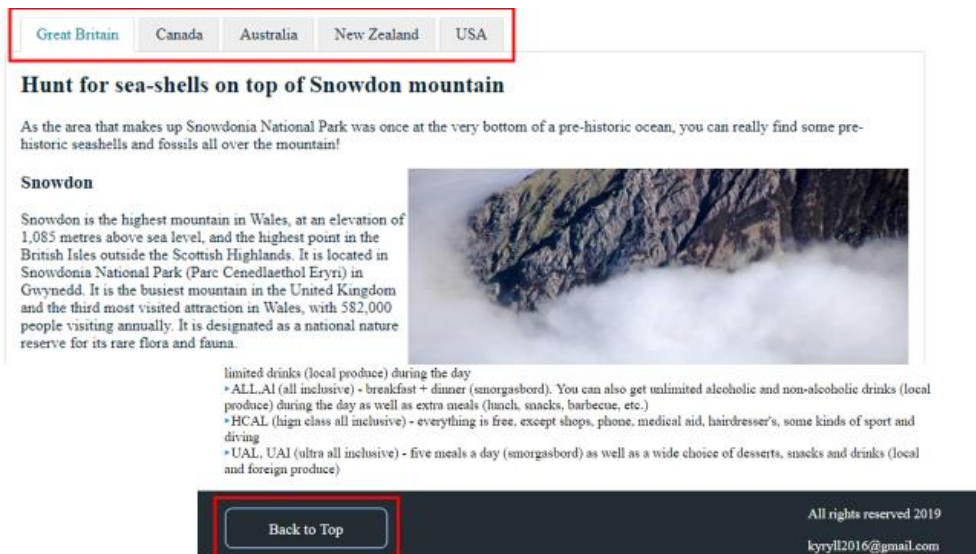 Great Britain Canada Australia New Zealand USA
Hunt for sea-shells on top of Snowdon mountain
As the area that makes up Snowdonia National Park was once at the very bottom of a pre-historic ocean, you can really find some pre-
historic seashells and fossils all over the mountain!
Snowdon
Snowdon is the highest mountain in Wales, at an elevation of
1,085 metres above sea level, and the highest point in the
British Isles outside the Scottish Highlands. It is located in
Snowdonia National Park (Parc Cenedlaethol Eryri) in
Gwynedd. It is the busiest mountain in the United Kingdom
and the third most visited attraction in Wales, with 582,000
people visiting annually. It is designated as a national nature
reserve for its rare flora and fauna.
limited drinks (local produce) during the day
ALL,AI (all inclusive) - breakfast + dinner (smorgasbord). You can also get unlimited alcoholic and non-alcoholic drinks (local
produce) during the day as well as extra meals (lunch, snacks, barbecue, etc.)
HCAL (hign class all inclusive) - everything is free, except shops, phone, medical aid, hairdresser's, some kinds of sport and
diving
UAL, UAI (ultra all inclusive) - five meals a day (smorgasbord) as well as a wide choice of desserts, snacks and drinks (local
and foreign produce)
Back to Top
All rights reserved 2019
kyryll2016@gmail.com